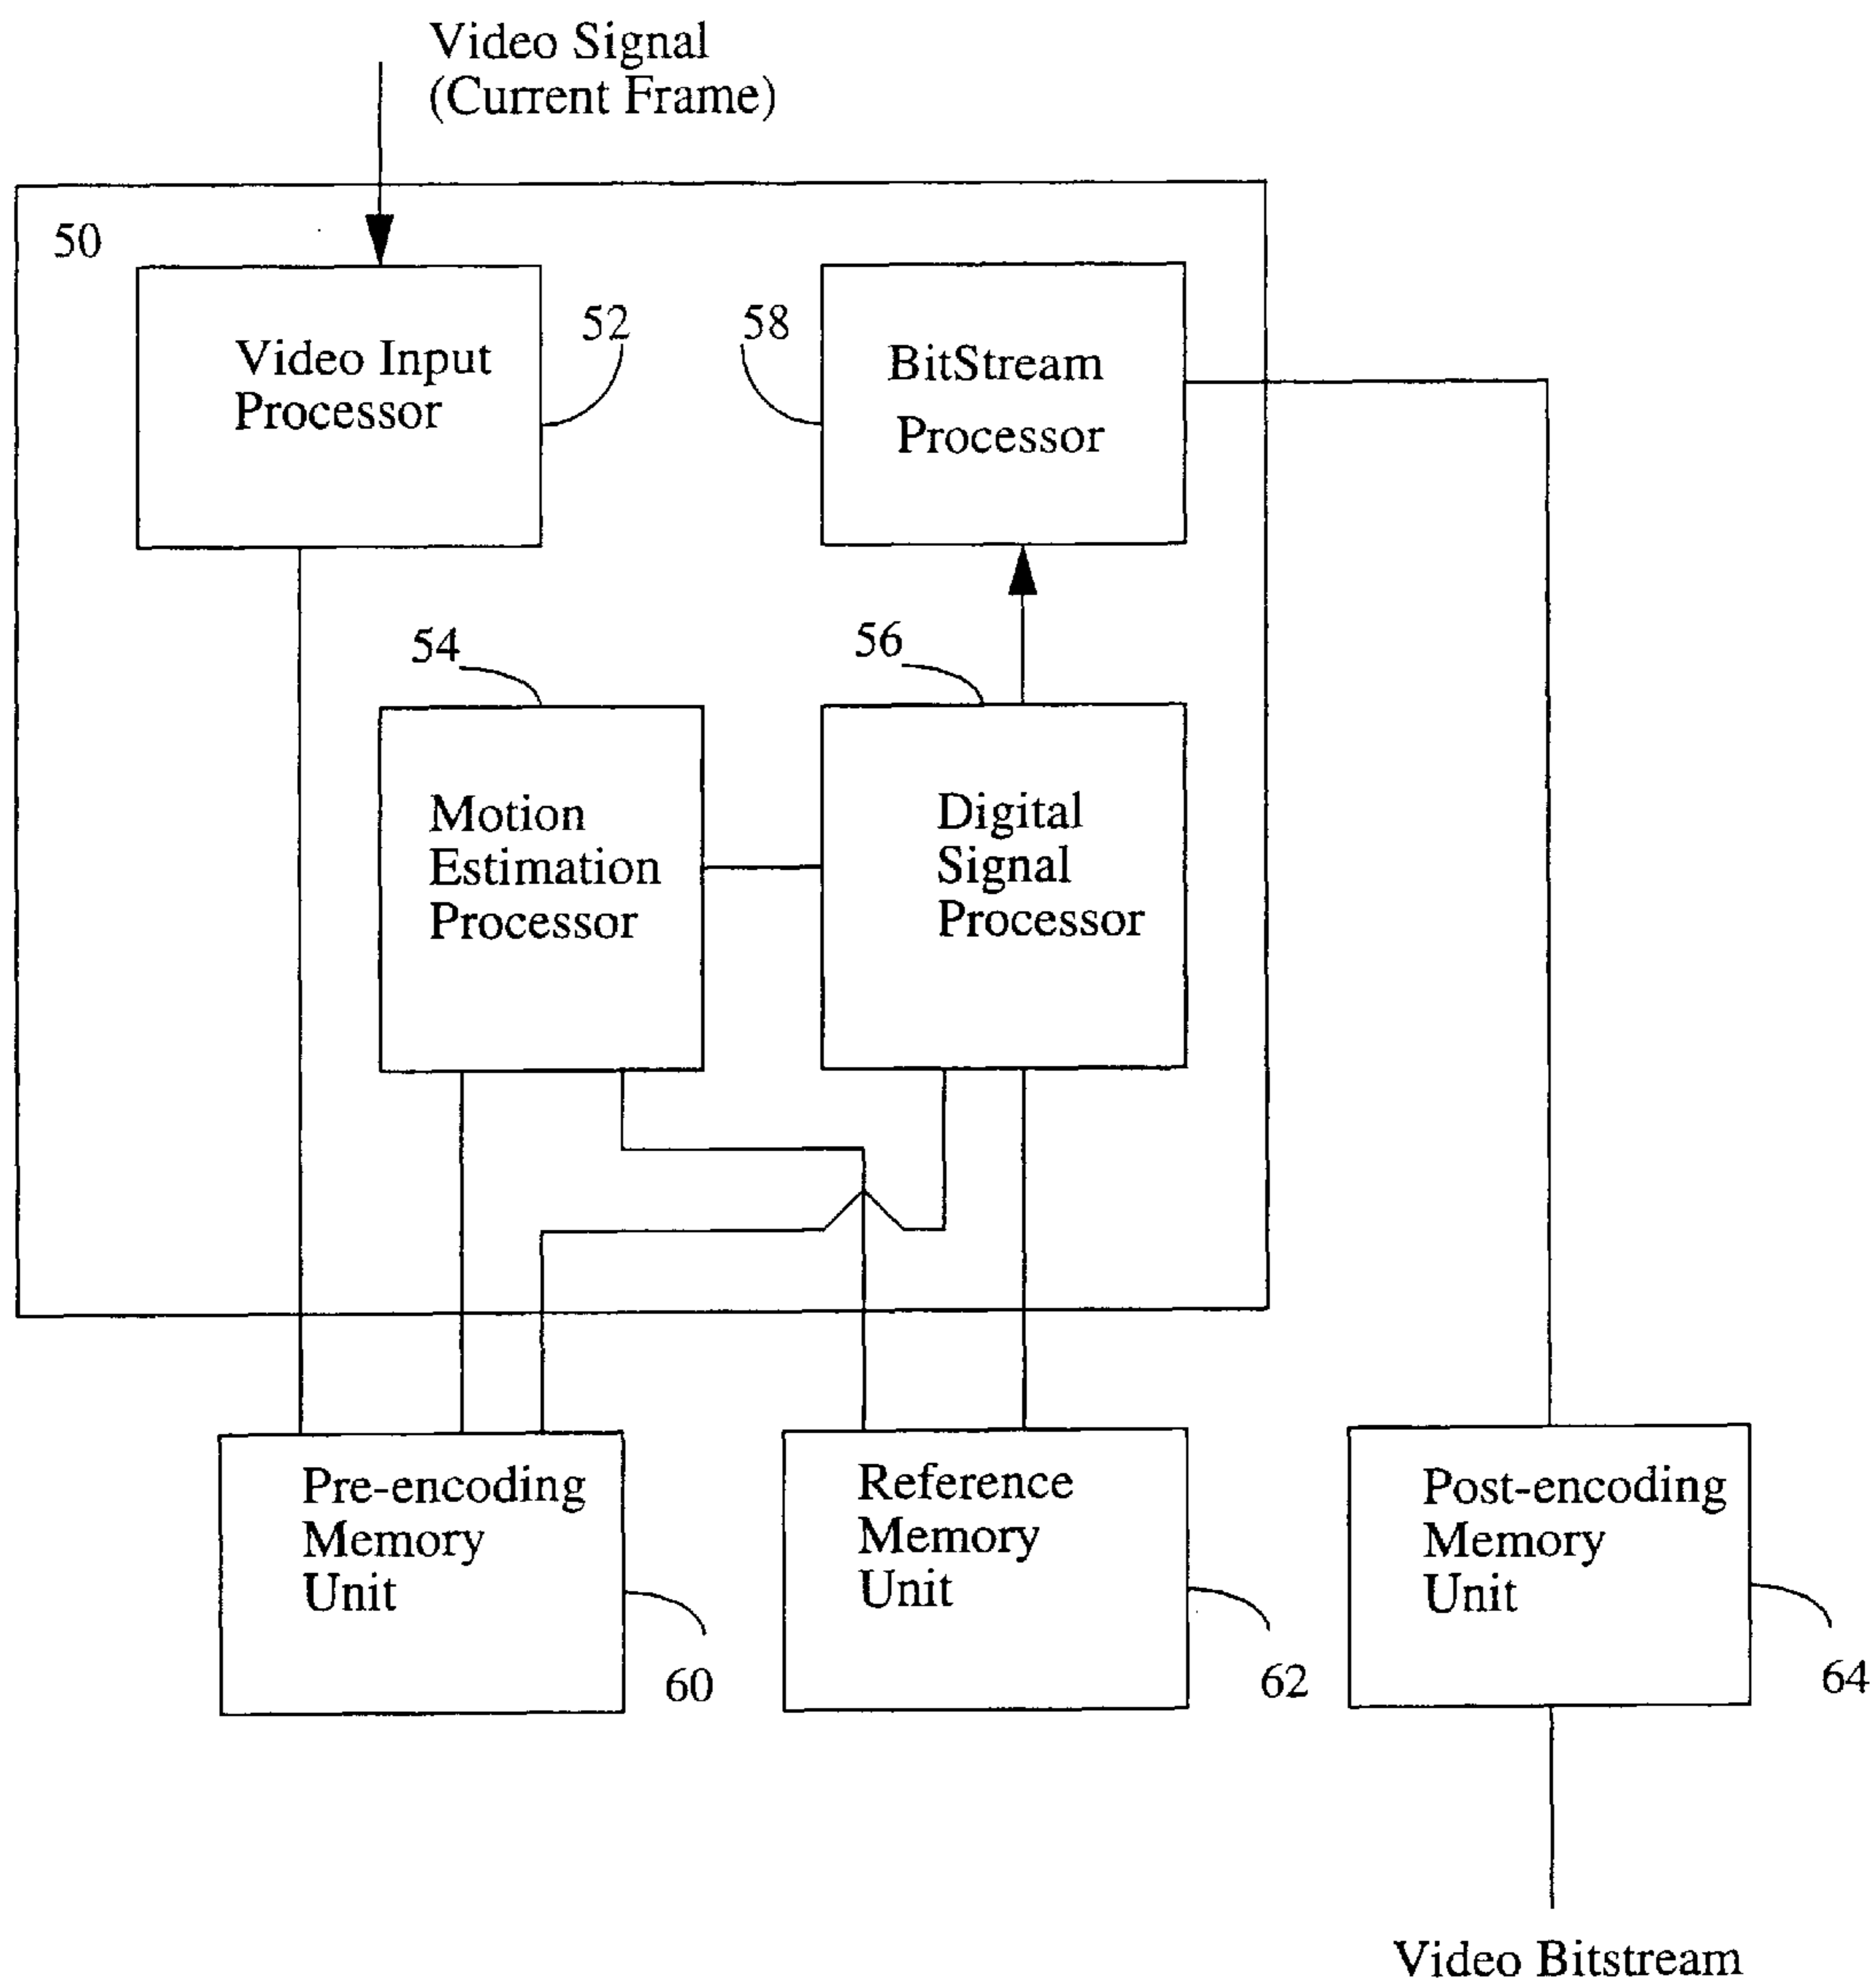 Video Signal
(Current Frame)
50
Video Input
Processor
52
58
BitStream
Processor
54
56
Motion
Estimation
Processor
Digital
Signal
Processor
Pre-encoding
Memory
Unit
60
Reference
Memory
Unit
62
Post-encoding
Memory
Unit
64
Video Bitstream